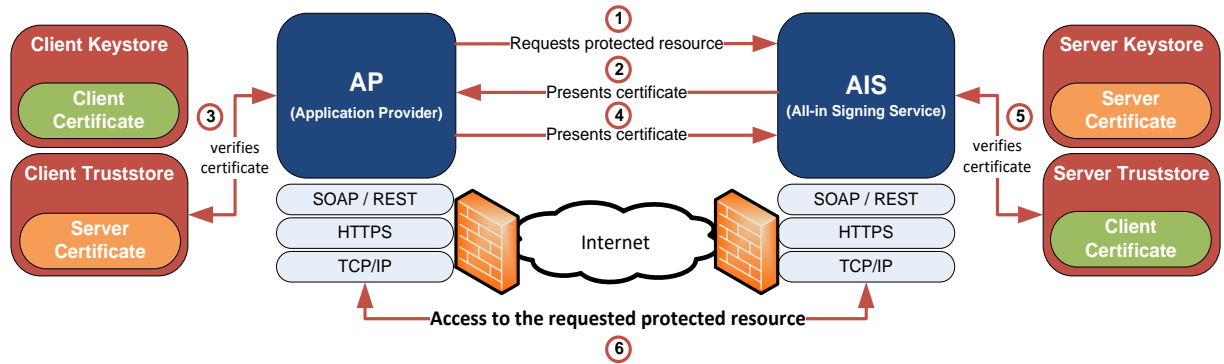 Client Keystore
Client
Certificate
Client Truststore
Server
Certificate
3
verifies
certificate
AP
(Application Provider)
1
Requests protected resource
2
Presents certificate
4
Presents certificate
AIS
(All-in Signing Service)
5
verifies
certificate
Server Keystore
Server
Certificate
Server Truststore
Client
Certificate
SOAP / REST
HTTPS
TCP/IP
Internet
SOAP / REST
HTTPS
TCP/IP
Access to the requested protected resource
6